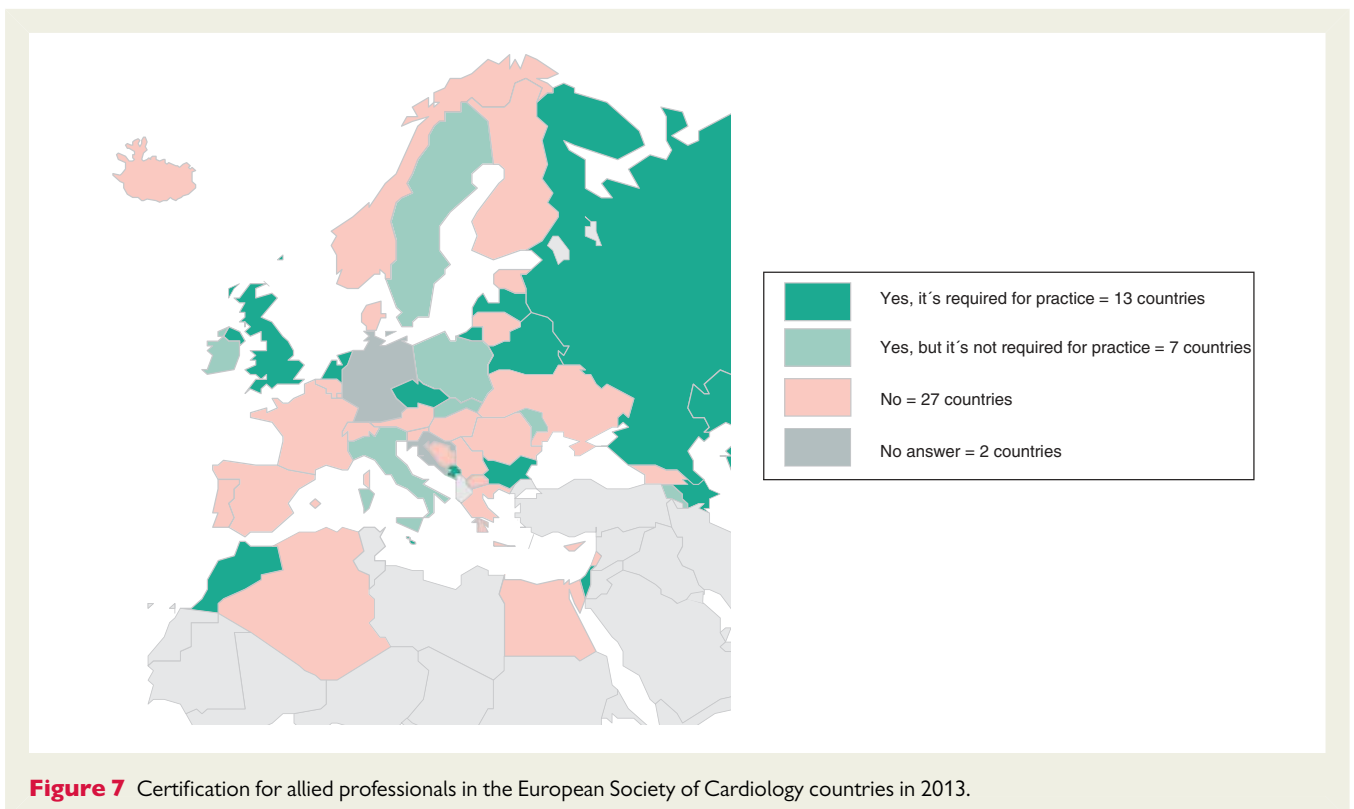 Yes, it´s required for practice = 13 countries
Yes, but it´s not required for practice = 7 countries
No = 27 countries
No answer = 2 countries
Figure 7 Certification for allied professionals in the European Society of Cardiology countries in 2013.